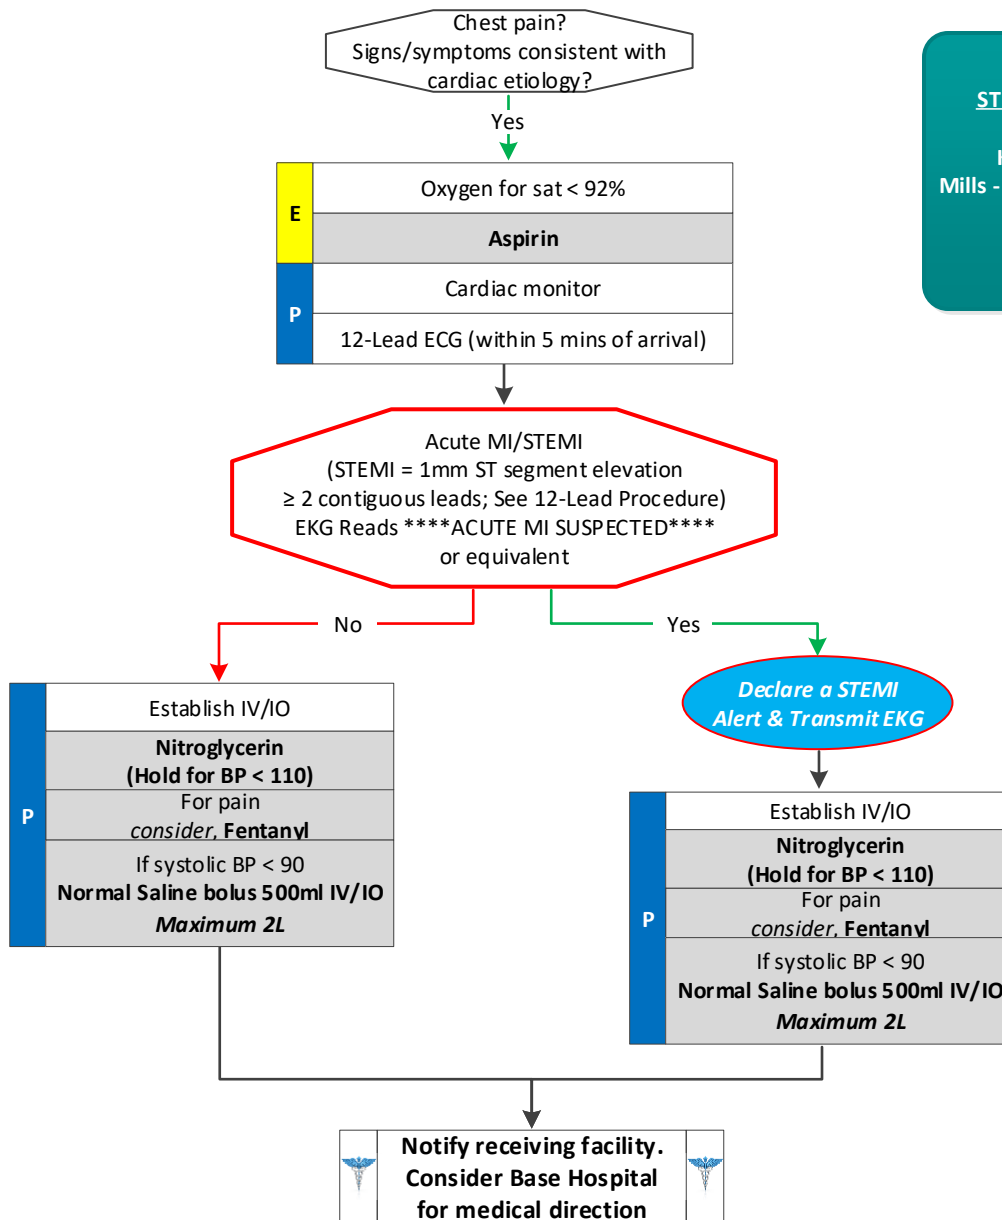 Chest pain?
Signs/symptoms consistent with
cardiac etiology?
Yes
E
Oxygen for sat < 92%
Aspirin
P
Cardiac monitor
12-Lead ECG (within 5 mins of arrival)
ST
Mills -
Acute MI/STEMI
(STEMI = 1mm ST segment elevation
≥ 2 contiguous leads; See 12-Lead Procedure)
EKG Reads ****ACUTE MI SUSPECTED****
or equivalent
No
Yes
Declare a STEMI
Alert & Transmit EKG
P
Establish IV/IO
Nitroglycerin
(Hold for BP < 110)
For pain
consider, Fentanyl
If systolic BP < 90
Normal Saline bolus 500ml IV/IO
Maximum 2L
P
Establish IV/IO
Nitroglycerin
(Hold for BP < 110)
For pain
consider, Fentanyl
If systolic BP < 90
Normal Saline bolus 500ml IV/IO
Maximum 2L
Notify receiving facility.
Consider Base Hospital
for medical direction